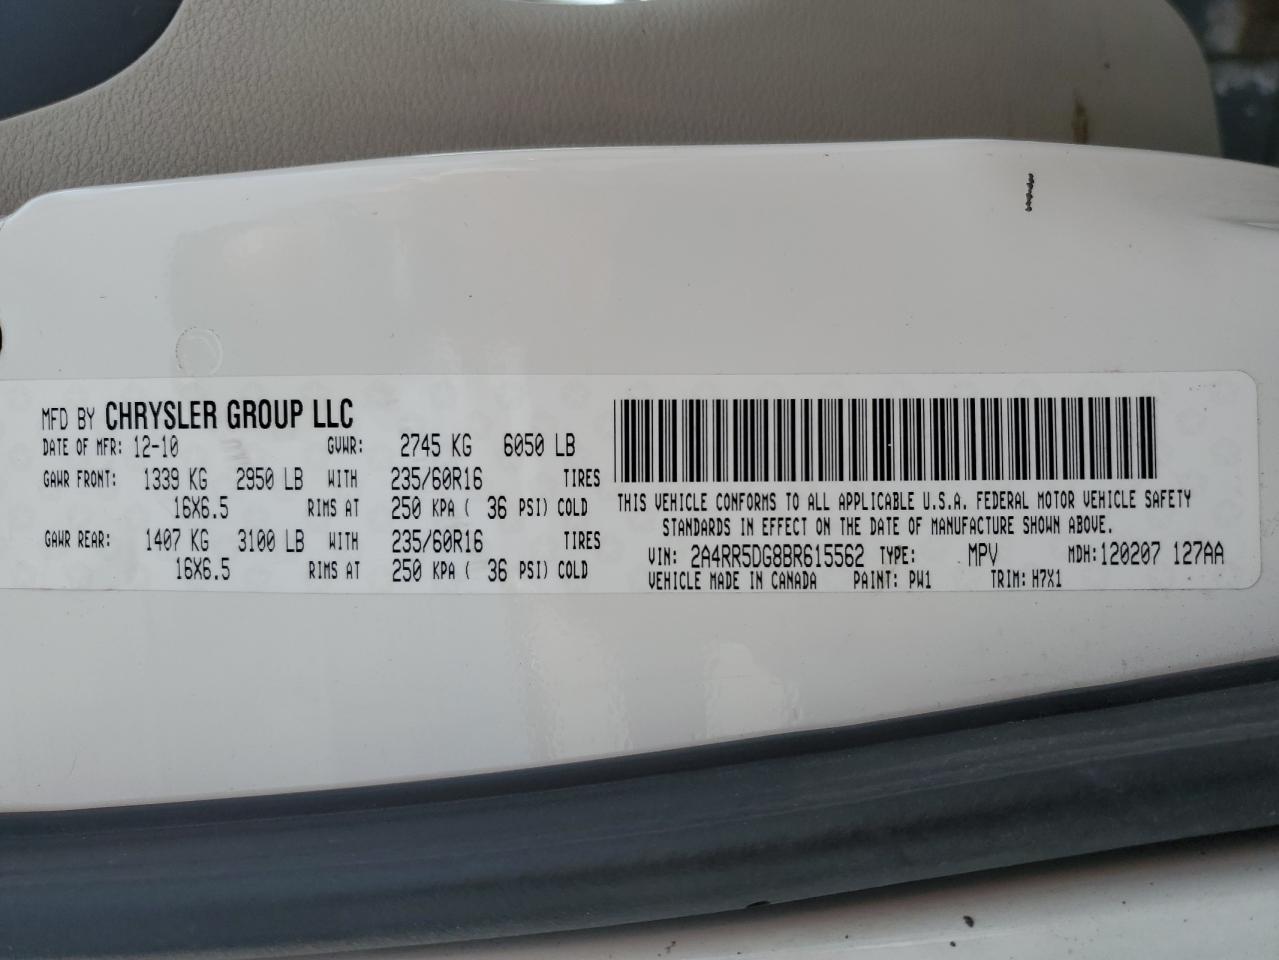 MFD BY CHRYSLER GROUP LLC
DATE OF MFR: 12-10 GVWR: 2745 KG 6050 LB
GAWR FRONT: 1339 KG 2950 LB WITH 235/60R16 TIRES
16X6.5 RIMS AT 250 KPA ( 36 PSI) COLD
GAWR REAR: 1407 KG 3100 LB WITH 235/60R16 TIRES
16X6.5 RIMS AT 250 KPA ( 36 PSI) COLD
THIS VEHICLE CONFORMS TO ALL APPLICABLE U.S.A. FEDERAL MOTOR VEHICLE SAFETY
STANDARDS IN EFFECT ON THE DATE OF MANUFACTURE SHOWN ABOVE.
VIN: 2A4RR5DG8BR615562 TYPE: MPV MDH: 120207 127AA
VEHICLE MADE IN CANADA PAINT: PW1 TRIM: H7X1